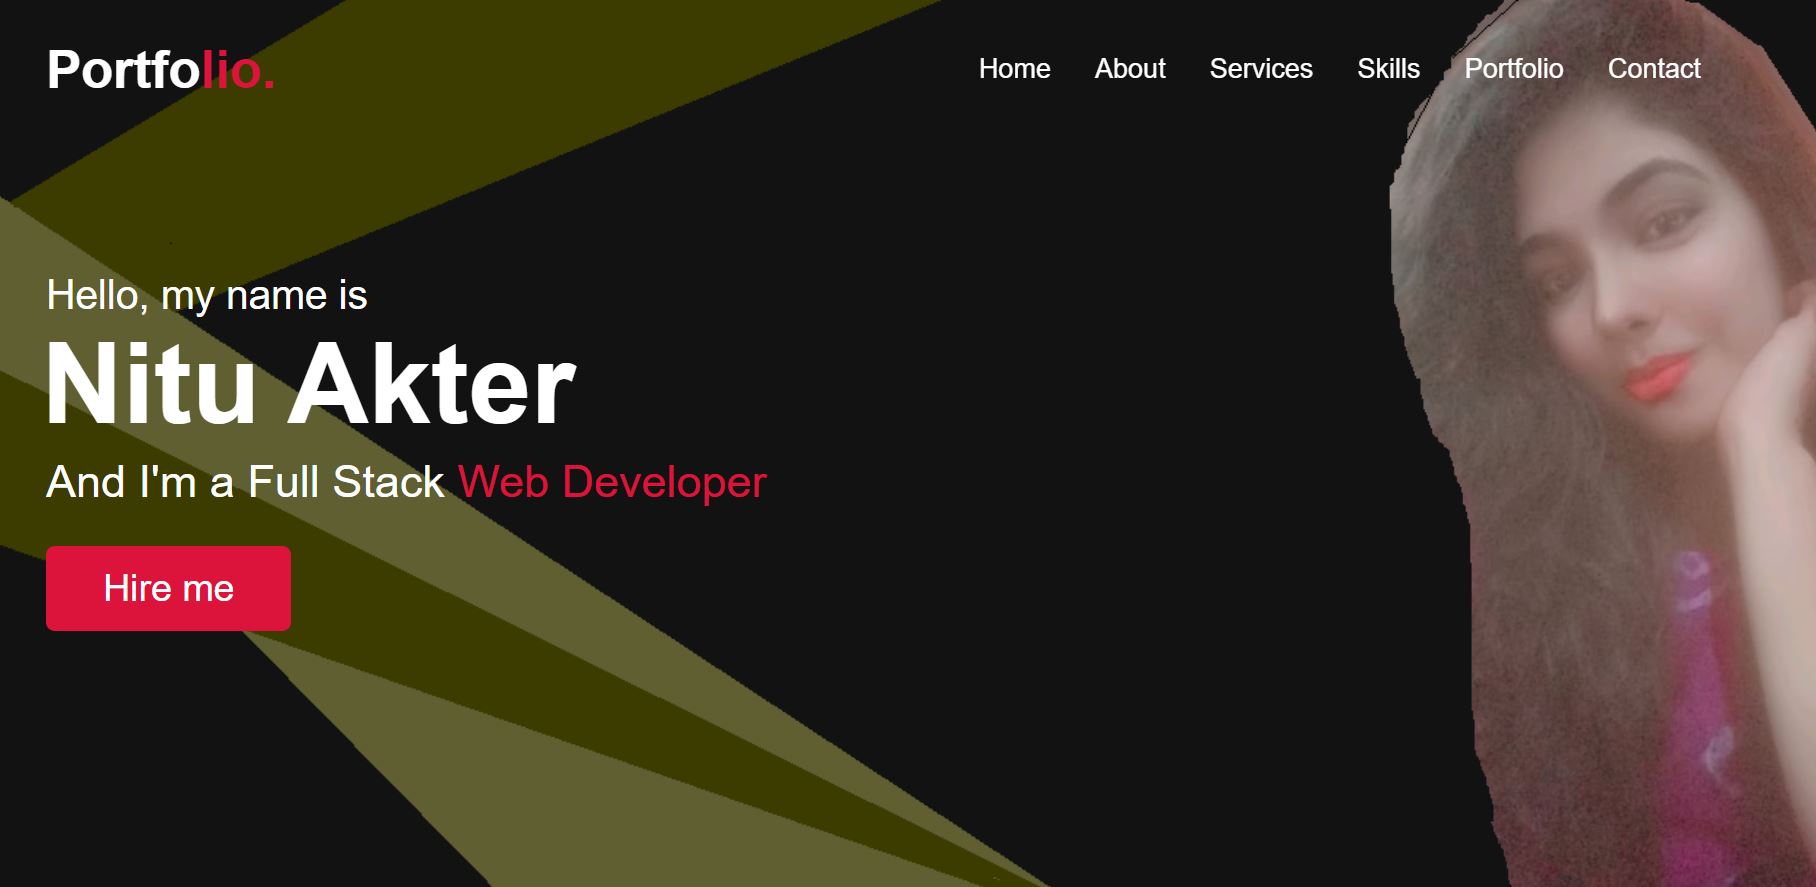 Portfolio.
Home About Services Skills Portfolio Contact
Hello, my name is
Nitu Akter
And I'm a Full Stack Web Developer
Hire me